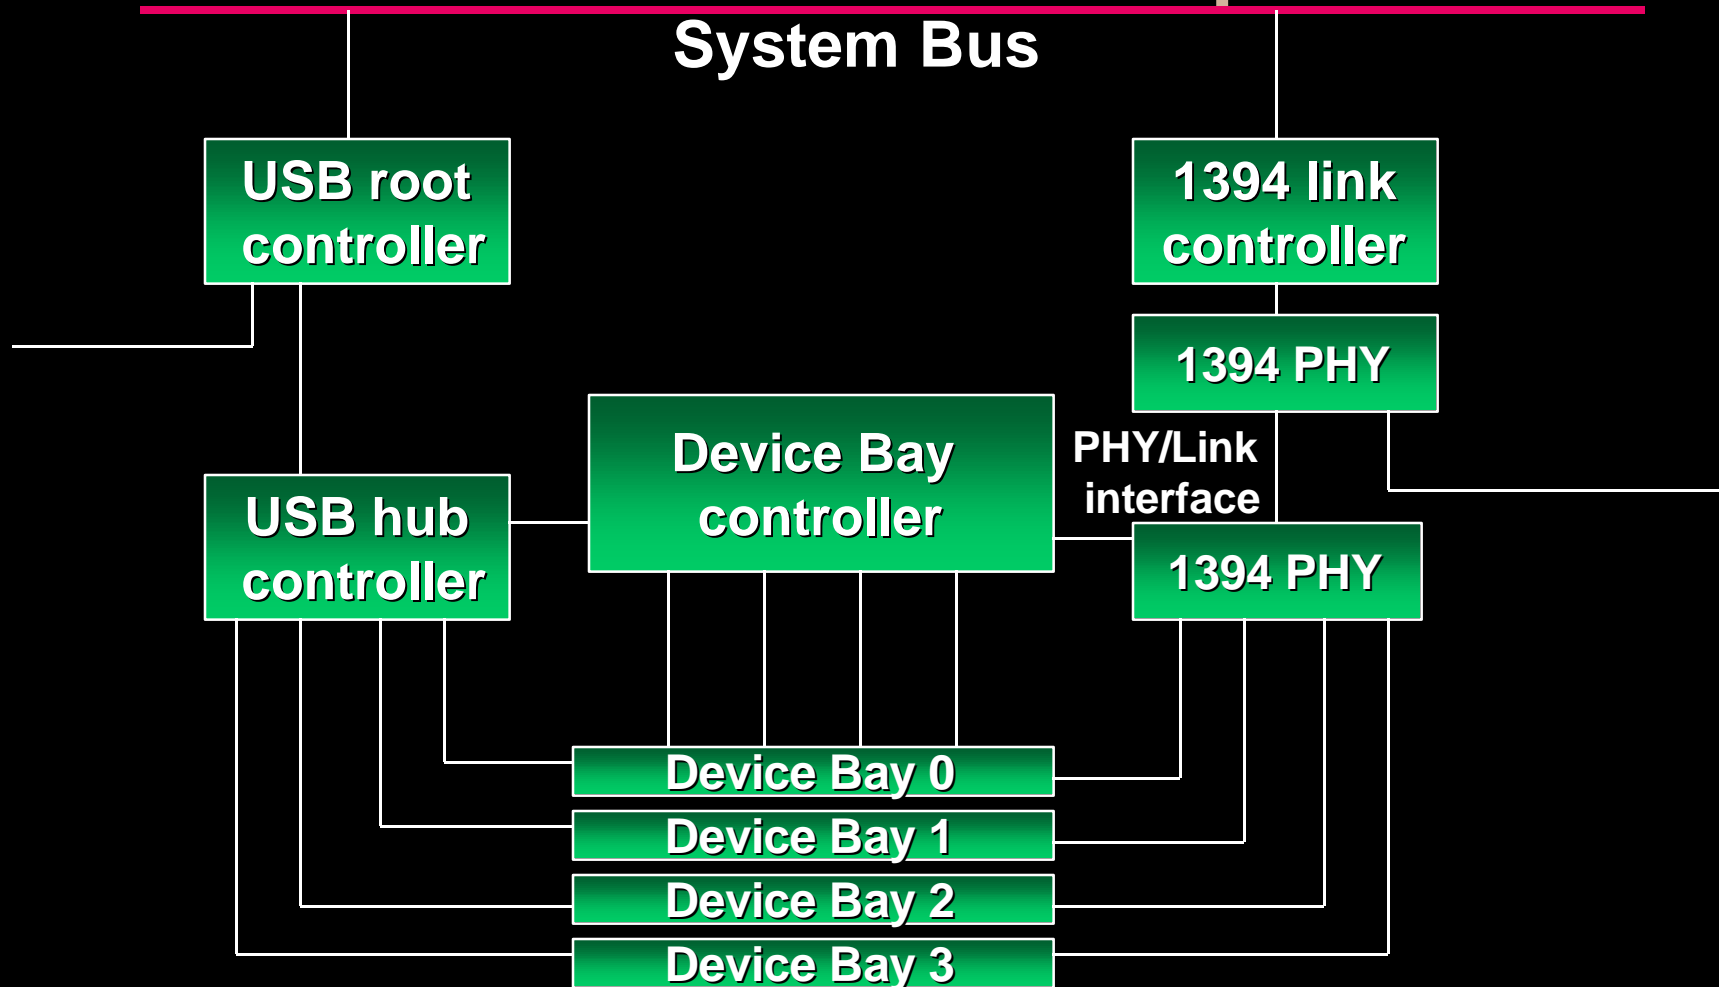 System Bus
USB root
controller
1394 link
controller
1394 PHY
Device Bay
controller
PHY/Link
interface
USB hub
controller
1394 PHY
Device Bay 0
Device Bay 1
Device Bay 2
Device Bay 3